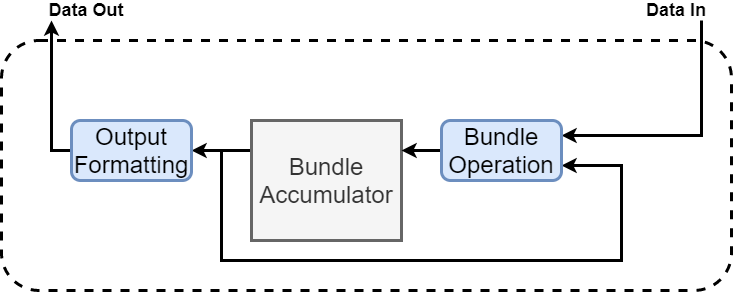 Data Out
Data In
Output
Formatting
Bundle
Accumulator
Bundle
Operation